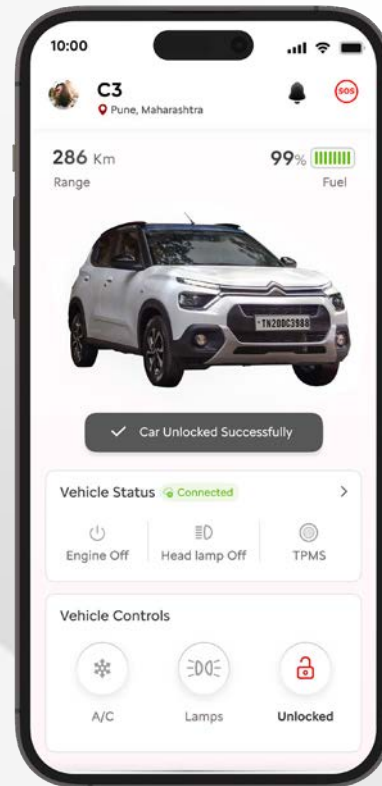 10:00
C3
SOS
Pune, Maharashtra
286 Km
99%
Range
Fuel
TN20DC3988
✓ Car Unlocked Successfully
Vehicle Status Connected >
Engine Off
Head lamp Off
TPMS
Vehicle Controls
A/C
Lamps
Unlocked